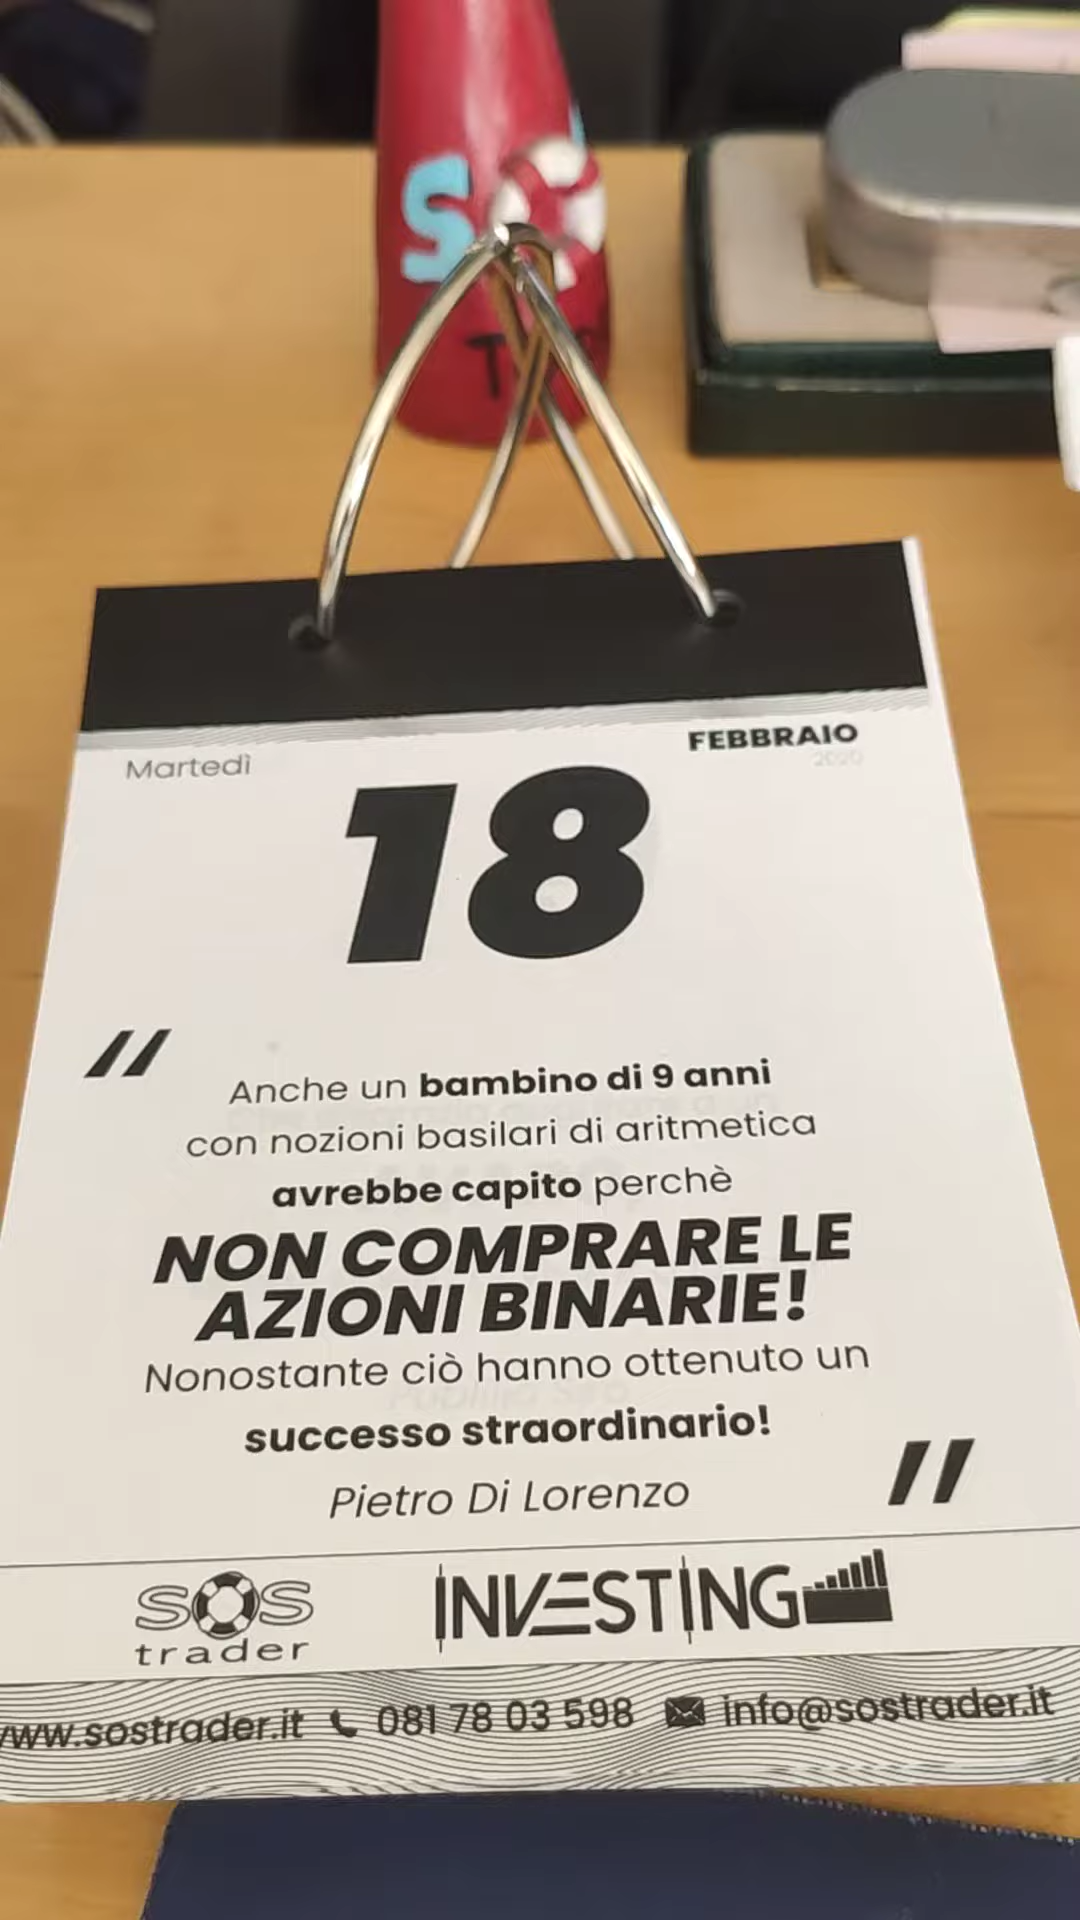 S
T
Martedì
FEBBRAIO
2020
18
"
Anche un bambino di 9 anni
con nozioni basilari di aritmetica
avrebbe capito perchè
NON COMPRARE LE
AZIONI BINARIE!
Nonostante ciò hanno ottenuto un
successo straordinario!
Pietro Di Lorenzo
"
SOS
trader
INVESTING
www.sostrader.it 081 78 03 598 info@sostrader.it